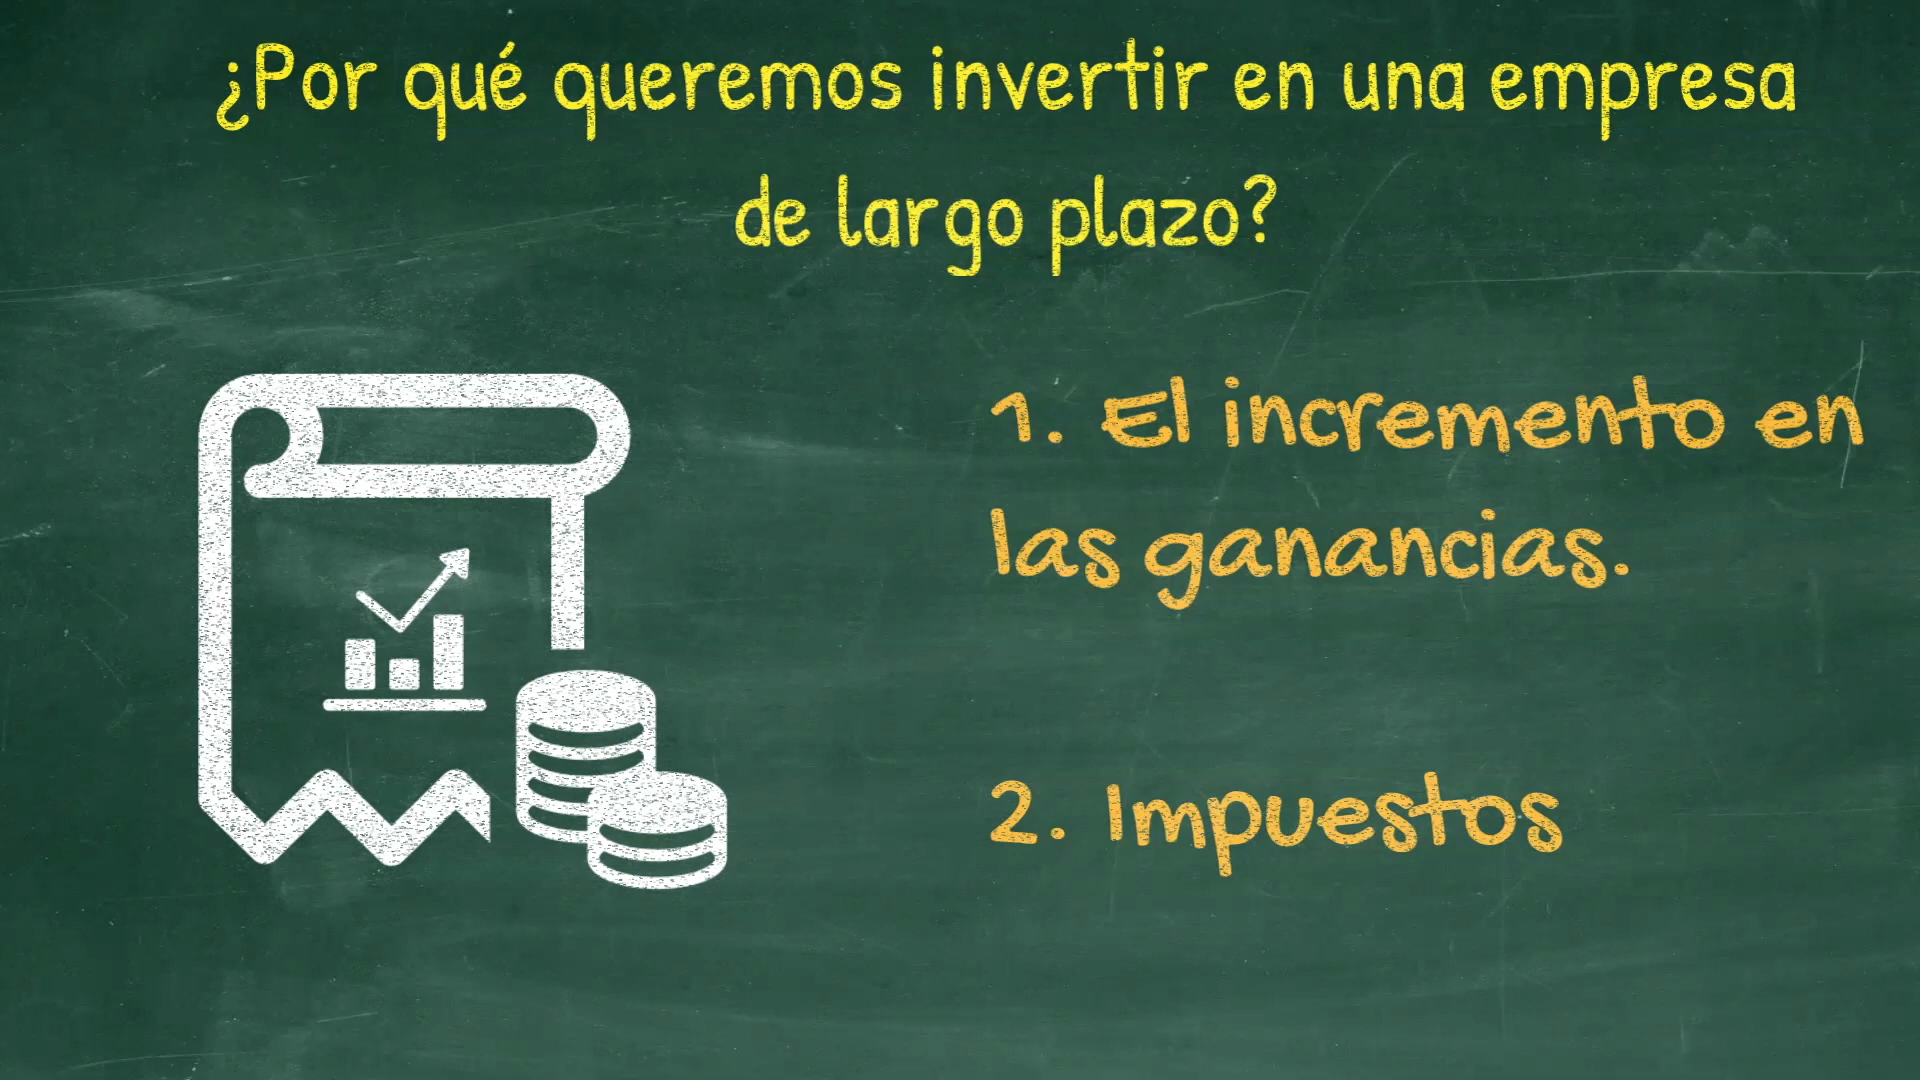 ¿Por qué queremos invertir en una empresa
de largo plazo?
1. El incremento en
las ganancias.
2. Impuestos